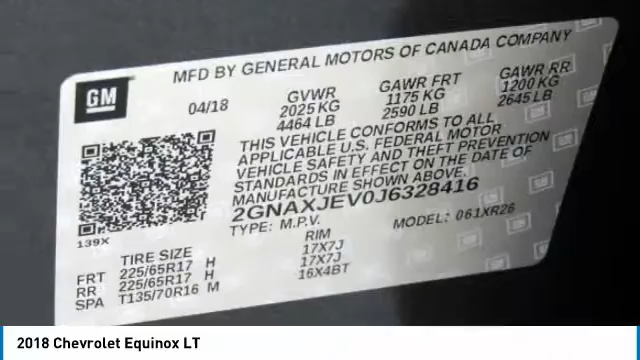 MFD BY GENERAL MOTORS OF CANADA COMPANY
GM
04/18
GVWR GAWR FRT GAWR RR
2025 KG 1175 KG 1200 KG
4464 LB 2590 LB 2645 LB
THIS VEHICLE CONFORMS TO ALL
APPLICABLE U.S. FEDERAL MOTOR
VEHICLE SAFETY AND THEFT PREVENTION
STANDARDS IN EFFECT ON THE DATE OF
MANUFACTURE SHOWN ABOVE.
2GNAXJEV0J6328416
TYPE: M.P.V. MODEL: 061XR26
139X
TIRE SIZE RIM
FRT 225/65R17 H 17X7J
RR 225/65R17 H 17X7J
SPA T135/70R16 M 16X4BT
2018 Chevrolet Equinox LT